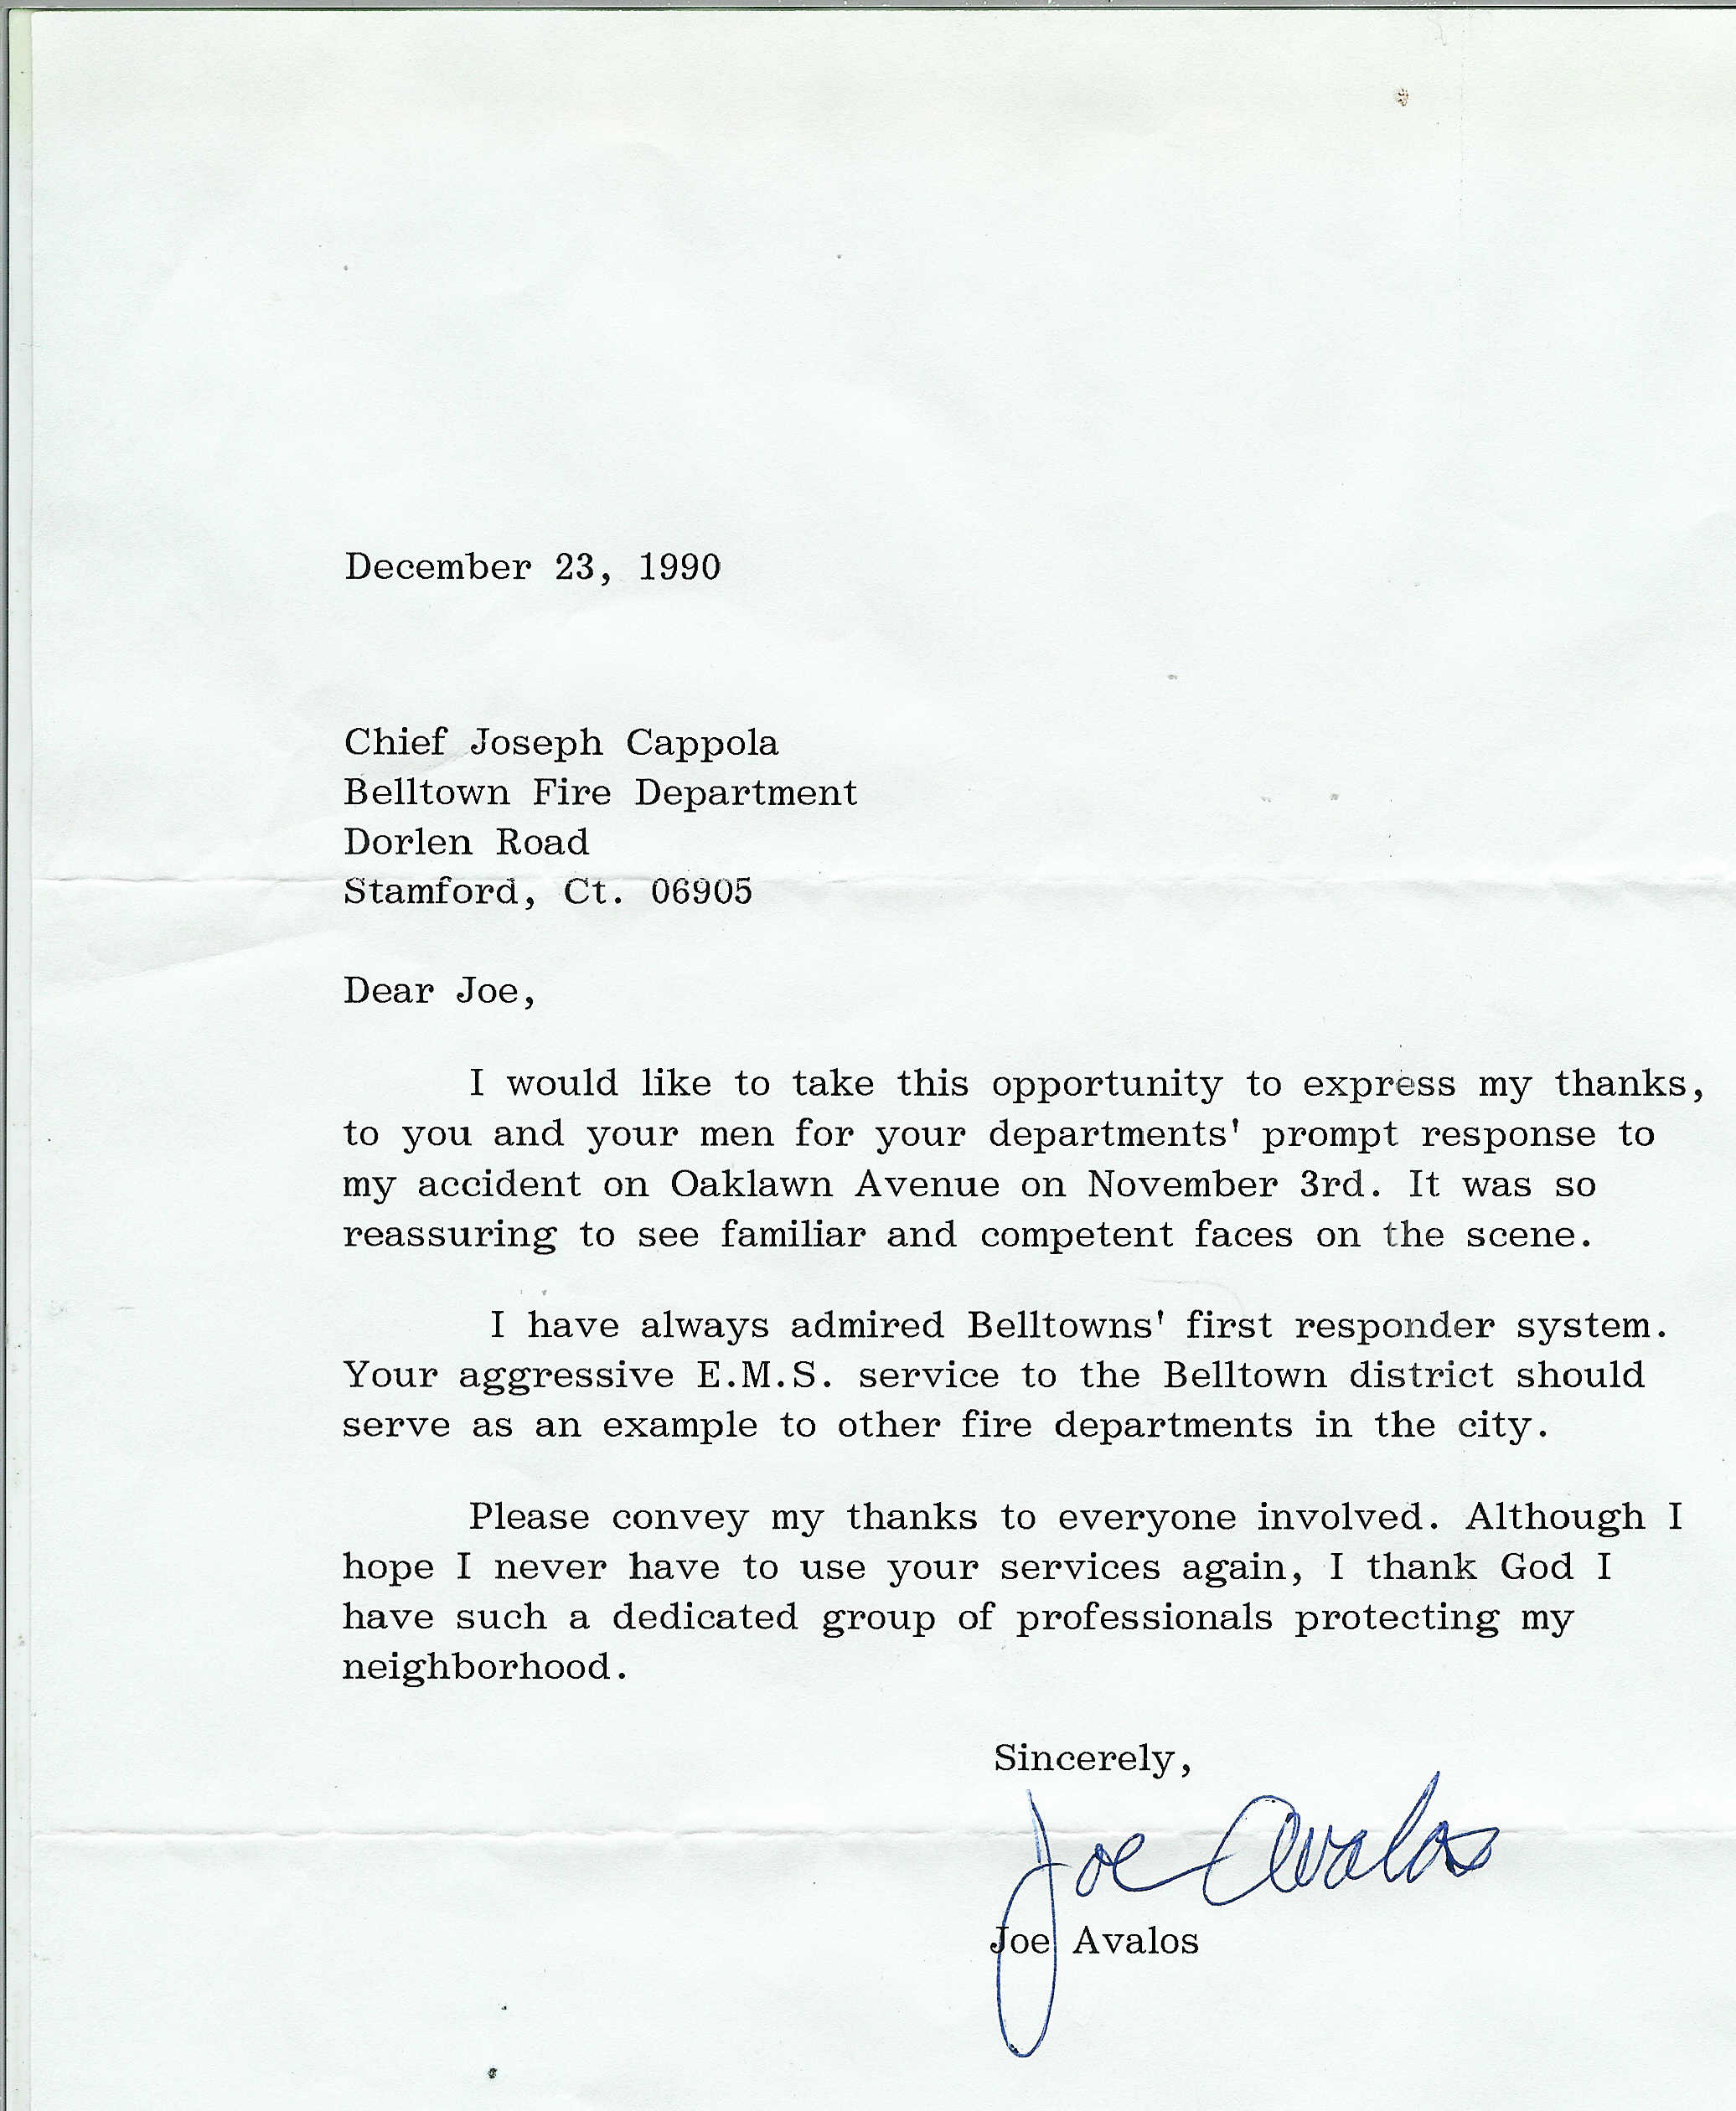 December 23, 1990
Chief Joseph Cappola
Belltown Fire Department
Dorlen Road
Stamford, Ct. 06905
Dear Joe,
I would like to take this opportunity to express my thanks,
to you and your men for your departments' prompt response to
my accident on Oaklawn Avenue on November 3rd. It was so
reassuring to see familiar and competent faces on the scene.
I have always admired Belltowns' first responder system.
Your aggressive E.M.S. service to the Belltown district should
serve as an example to other fire departments in the city.
Please convey my thanks to everyone involved. Although I
hope I never have to use your services again, I thank God I
have such a dedicated group of professionals protecting my
neighborhood.
Sincerely,
Joe Avalos
Joe Avalos